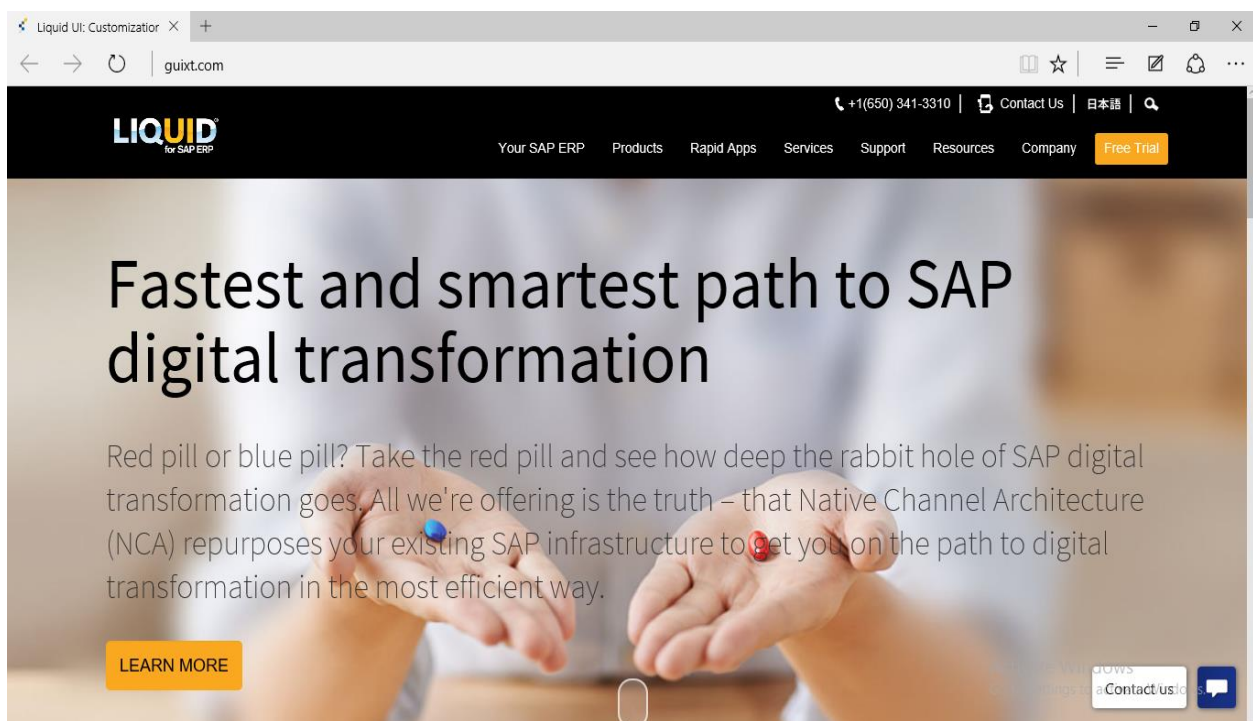 Liquid UI: Customization
guixt.com
+1(650) 341-3310 | Contact Us | 日本語
LIQUID
for SAP ERP
Your SAP ERP Products Rapid Apps Services Support Resources Company Free Trial
Fastest and smartest path to SAP
digital transformation
Red pill or blue pill? Take the red pill and see how deep the rabbit hole of SAP digital
transformation goes. All we're offering is the truth – that Native Channel Architecture
(NCA) repurposes your existing SAP infrastructure to get you on the path to digital
transformation in the most efficient way.
LEARN MORE
Contact us